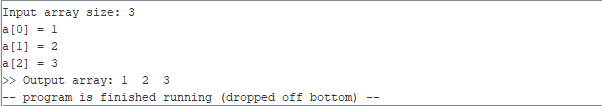 Input array size: 3
a[0] = 1
a[1] = 2
a[2] = 3
>> Output array: 1  2  3
-- program is finished running (dropped off bottom) --